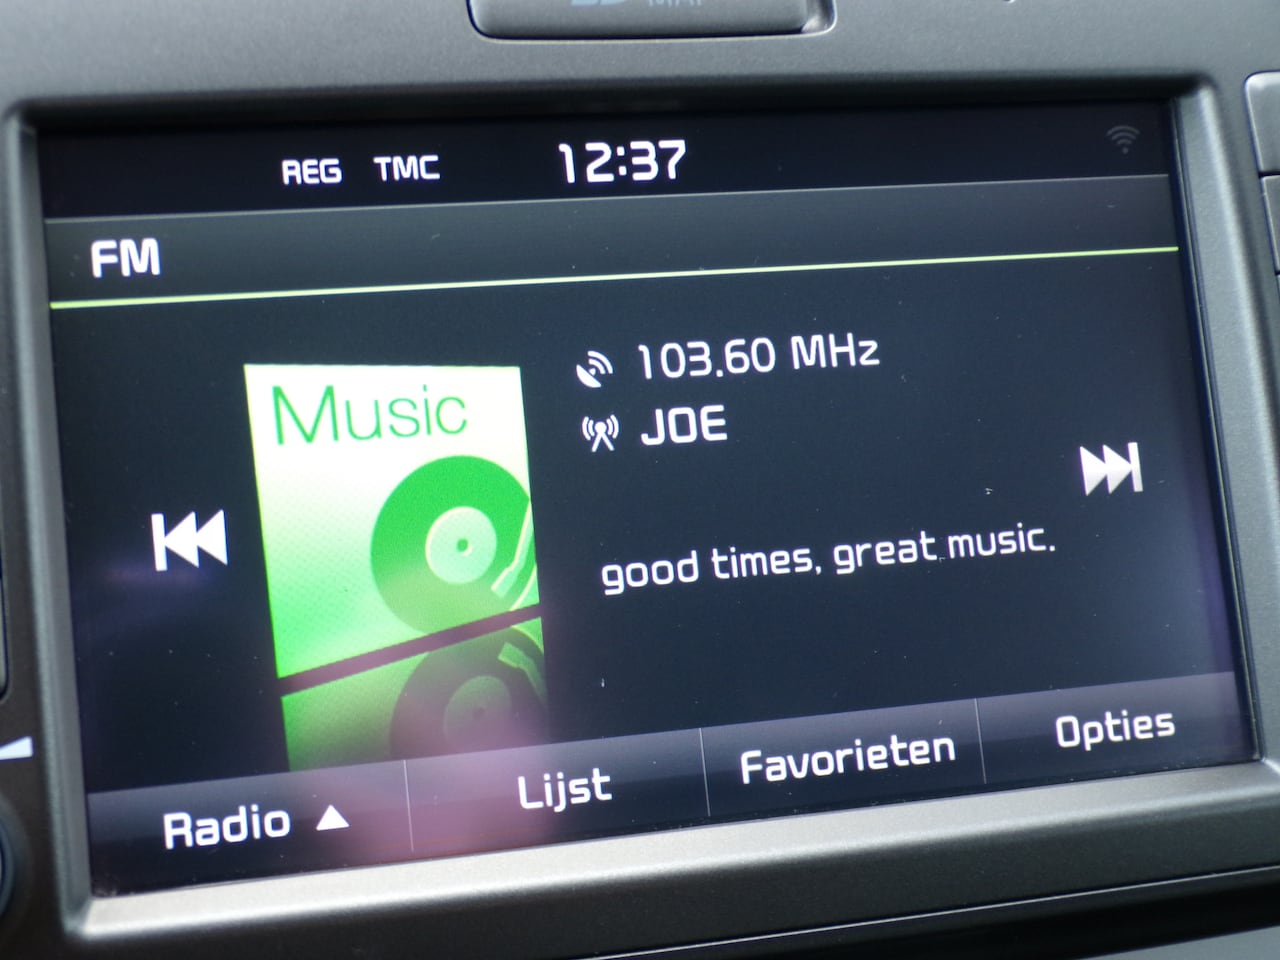 REG TMC 12:37
FM
Music
103.60 MHz
JOE
good times, great music.
Radio Lijst Favorieten Opties